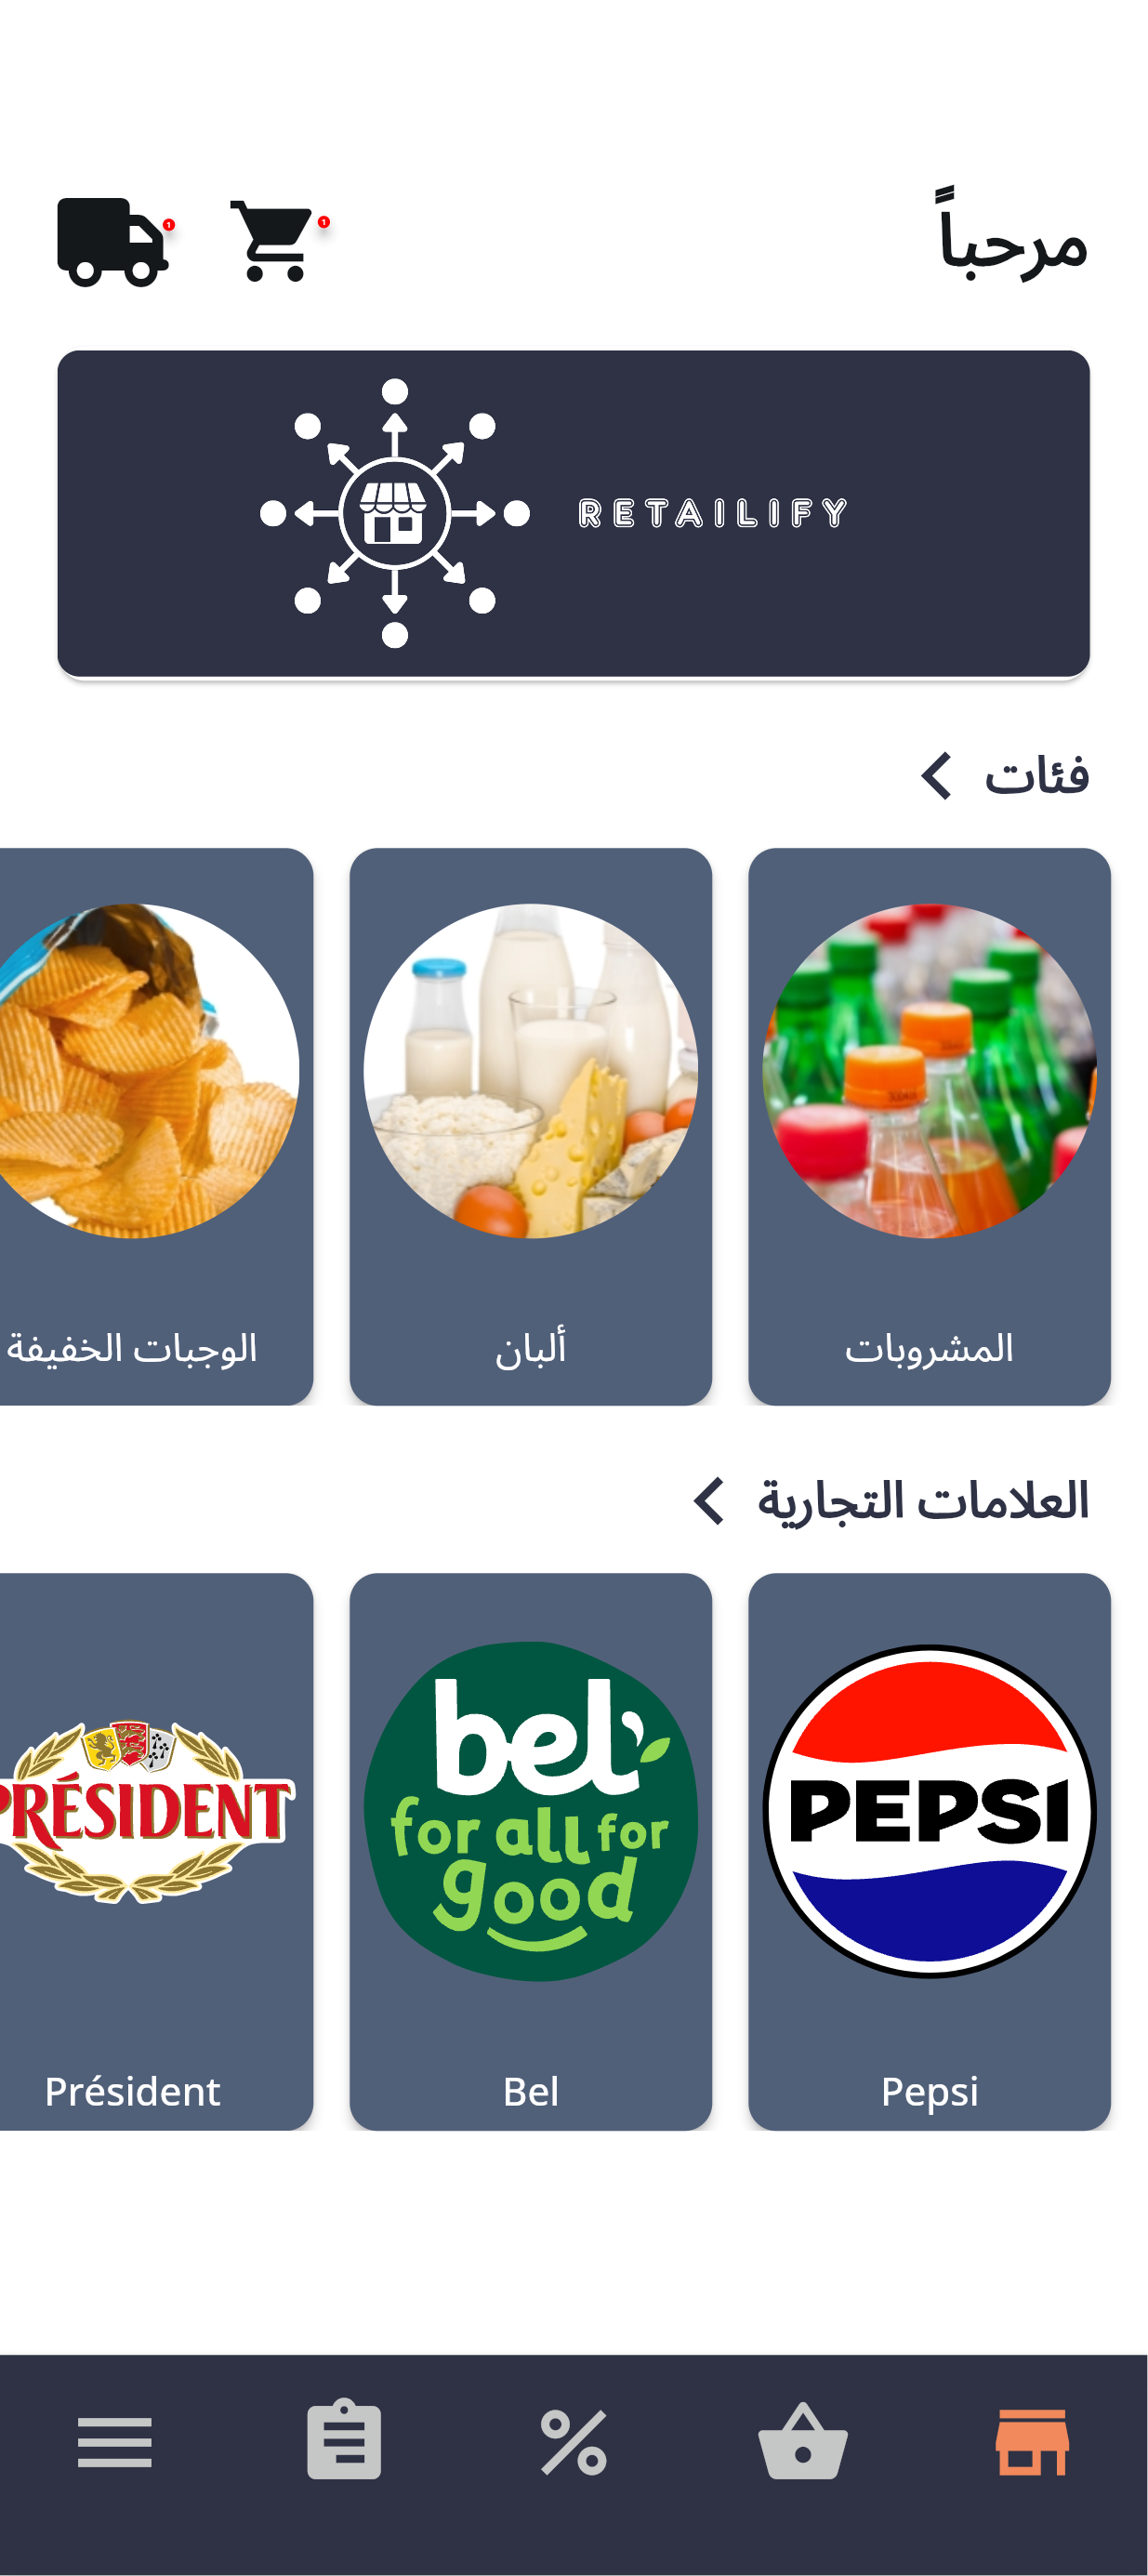 مرحباً
1
1
RETAILIFY
فئات
المشروبات
ألبان
الوجبات الخفيفة
العلامات التجارية
PEPSI
bel
for all for
good
PRÉSIDENT
Pepsi
Bel
Président